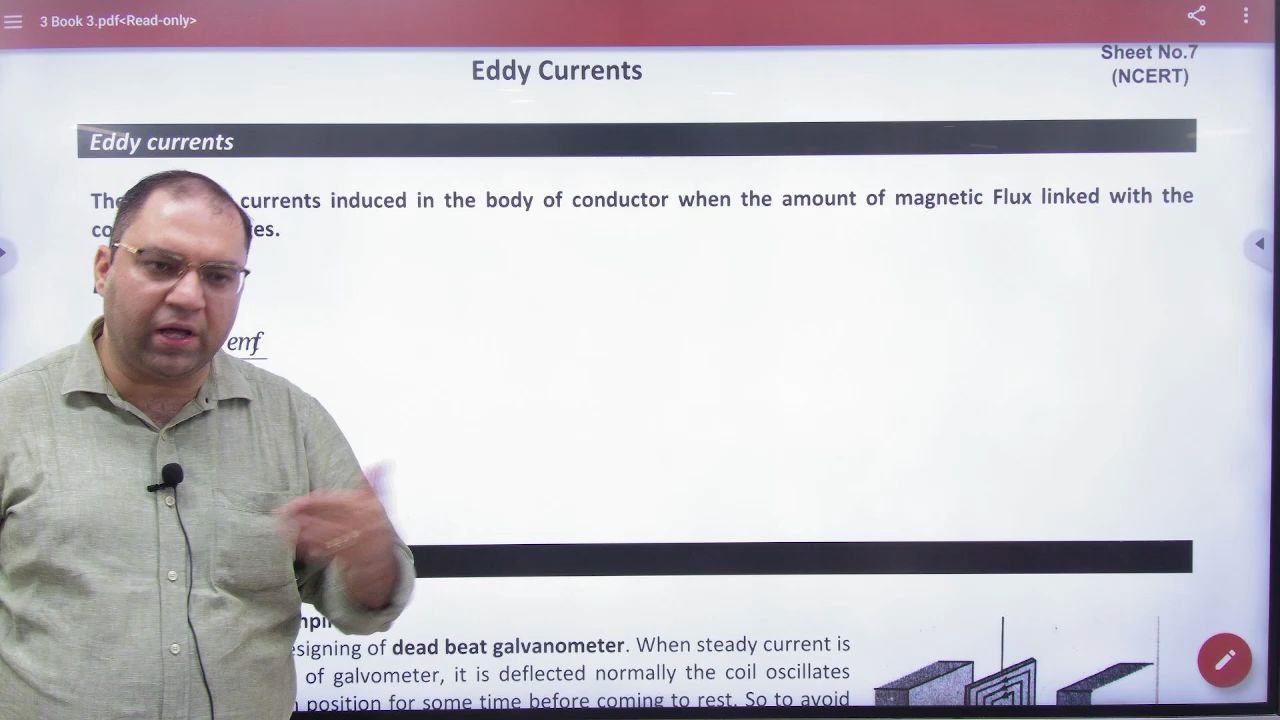 3 Book 3.pdf<Read-only>
Eddy Currents
Sheet No.7
(NCERT)
Eddy currents
The currents induced in the body of conductor when the amount of magnetic Flux linked with the
co es.
emf
esigning of dead beat galvanometer. When steady current is
of galvometer, it is deflected normally the coil oscillates
position for some time before coming to rest. So to avoid